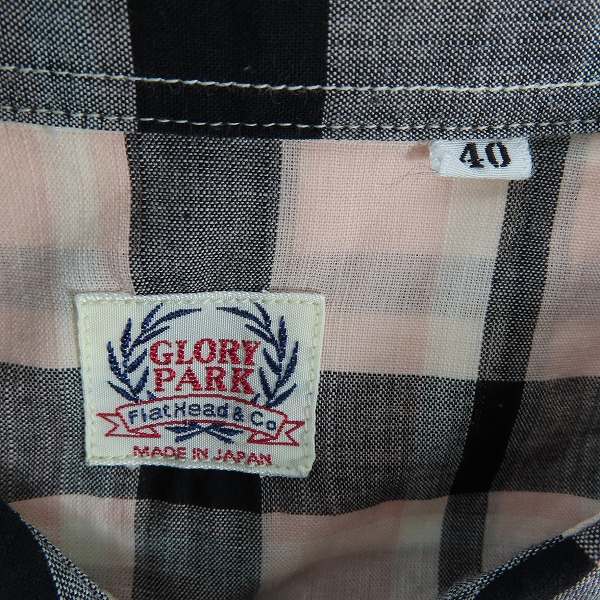 40
GLORY
PARK
FlatHead & Co
MADE IN JAPAN